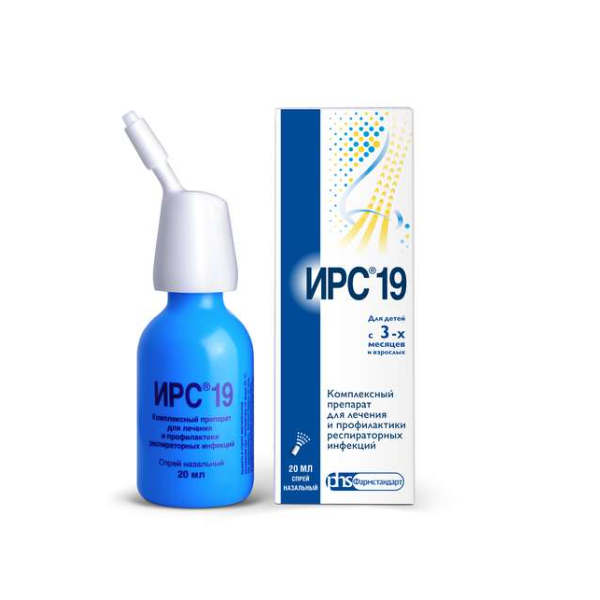 ИРС®19
Комплексный препарат
для лечения
и профилактики
респираторных инфекций
Спрей назальный
20 мл
ИРС®19
Для детей
с 3-х
месяцев
и взрослых
Комплексный
препарат
для лечения
и профилактики
респираторных
инфекций
20 МЛ
СПРЕЙ
НАЗАЛЬНЫЙ
phs Фармстандарт